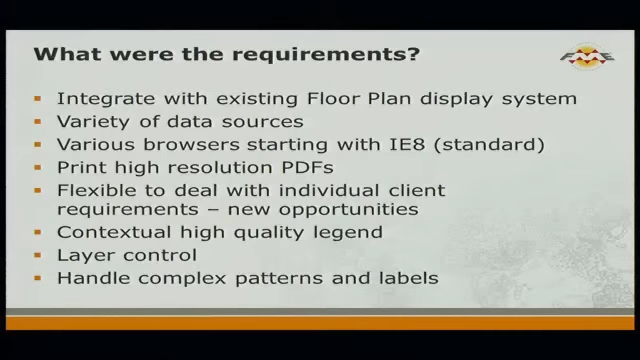 What were the requirements?
FME
Integrate with existing Floor Plan display system
Variety of data sources
Various browsers starting with IE8 (standard)
Print high resolution PDFs
Flexible to deal with individual client
requirements – new opportunities
Contextual high quality legend
Layer control
Handle complex patterns and labels